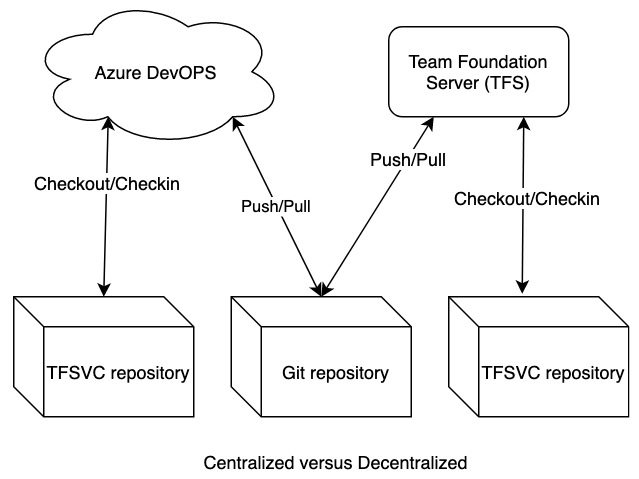 Azure DevOPS
Team Foundation
Server (TFS)
Push/Pull
Checkout/Checkin
Checkout/Checkin
Push/Pull
TFSVC repository
Git repository
TFSVC repository
Centralized versus Decentralized